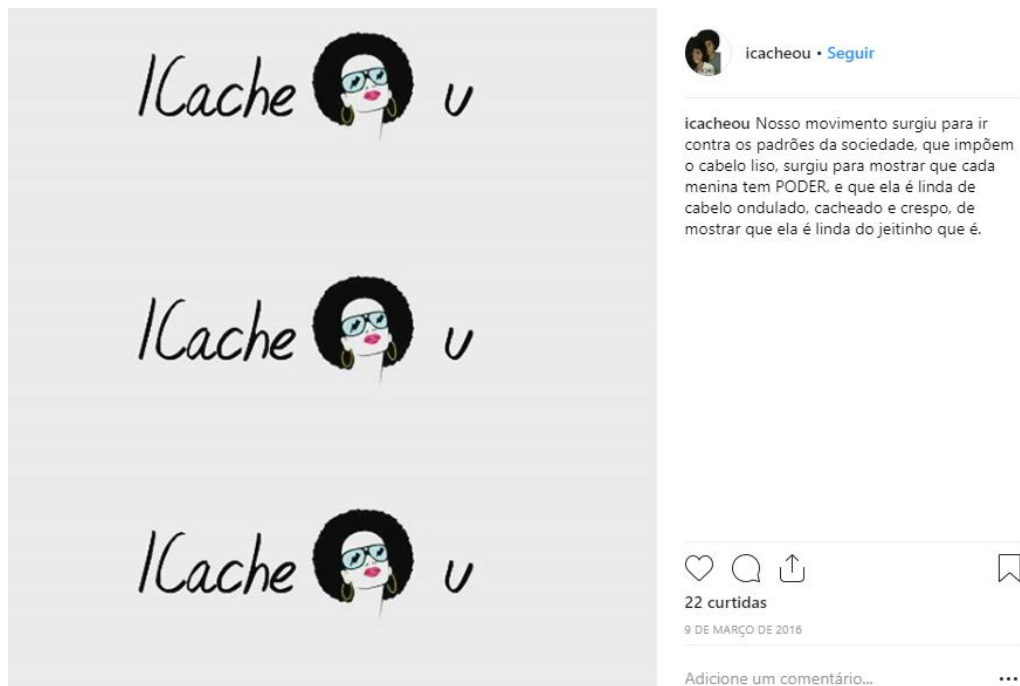 ICache u
ICache u
ICache u
icacheou • Seguir
icacheou Nosso movimento surgiu para ir
contra os padrões da sociedade, que impõem
o cabelo liso, surgiu para mostrar que cada
menina tem PODER, e que ela é linda de
cabelo ondulado, cacheado e crespo, de
mostrar que ela é linda do jeitinho que é.
22 curtidas
9 DE MARÇO DE 2016
Adicione um comentário...